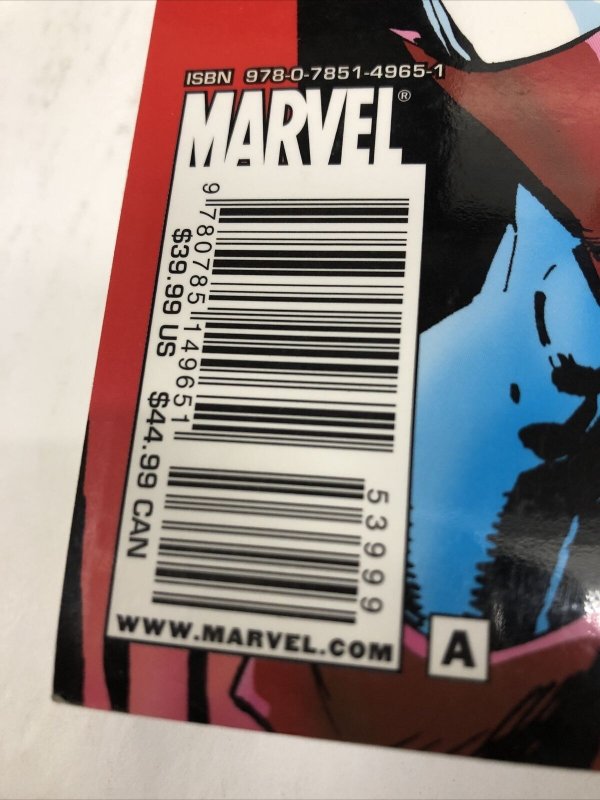 ISBN 978-0-7851-4965-1
MARVEL®
9 780785 149651
$39.99 US $44.99 CAN
53999
WWW.MARVEL.COM
A